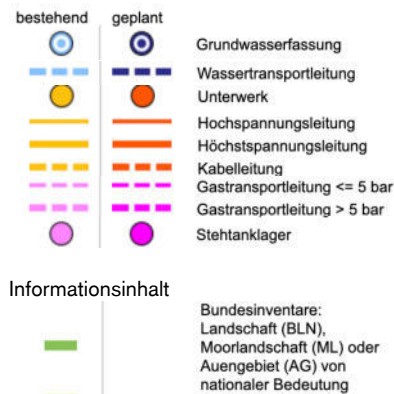 bestehend geplant
Grundwasserfassung
Wassertransportleitung
Unterwerk
Hochspannungsleitung
Höchstspannungsleitung
Kabelleitung
Gastransportleitung <= 5 bar
Gastransportleitung > 5 bar
Stehtanklager
Informationsinhalt
Bundesinventare:
Landschaft (BLN),
Moorlandschaft (ML) oder
Auengebiet (AG) von
nationaler Bedeutung